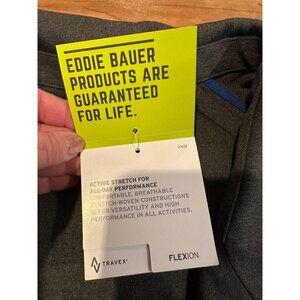 EDDIE BAUER
PRODUCTS ARE
GUARANTEED
FOR LIFE.
ACTIVE STRETCH FOR
ALL-DAY PERFORMANCE
COMFORTABLE, BREATHABLE
STRETCH-WOVEN CONSTRUCTIONS
OFFER VERSATILITY AND HIGH
PERFORMANCE IN ALL ACTIVITIES.
TRAVEX®
FLEXION